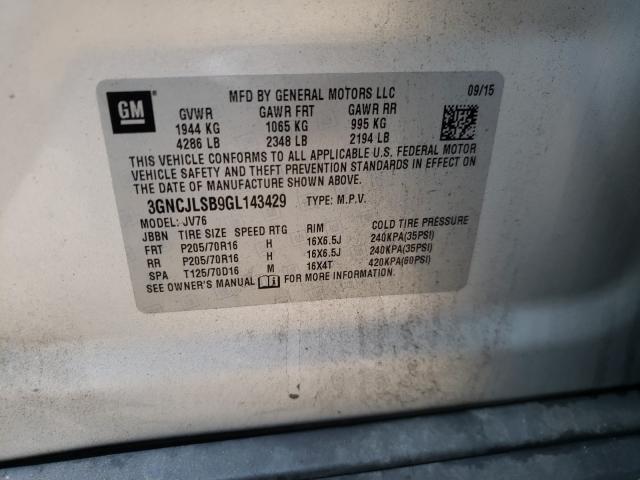 GM
MFD BY GENERAL MOTORS LLC 09/15
GVWR GAWR FRT GAWR RR
1944 KG 1065 KG 995 KG
4286 LB 2348 LB 2194 LB
THIS VEHICLE CONFORMS TO ALL APPLICABLE U.S. FEDERAL MOTOR
VEHICLE SAFETY AND THEFT PREVENTION STANDARDS IN EFFECT ON
THE DATE OF MANUFACTURE SHOWN ABOVE.
3GNCJLSB9GL143429 TYPE: M.P.V.
MODEL: JV76
JBBN TIRE SIZE SPEED RTG RIM COLD TIRE PRESSURE
FRT P205/70R16 H 16X6.5J 240KPA(35PSI)
RR P205/70R16 H 16X6.5J 240KPA(35PSI)
SPA T125/70D16 M 16X4T 420KPA(60PSI)
SEE OWNER'S MANUAL FOR MORE INFORMATION.